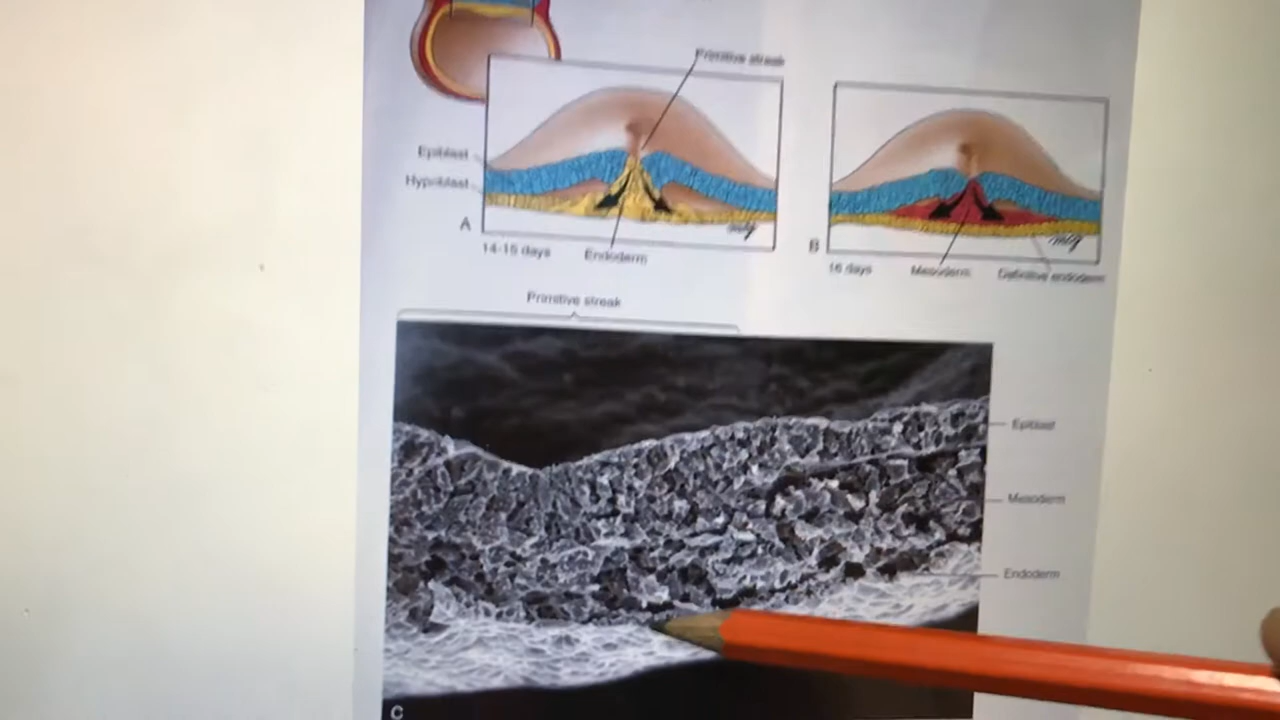 Primitive streak
Epiblast
Hypoblast
A
14-15 days
Endoderm
B
16 days
Mesoderm
Definitive endoderm
Primitive streak
Epiblast
Mesoderm
Endoderm
C